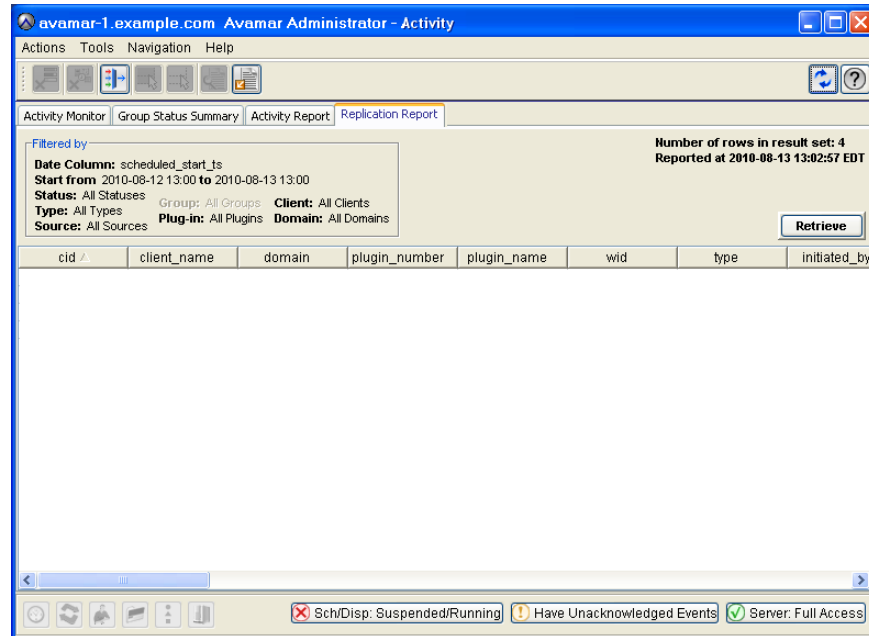 avamar-1.example.com Avamar Administrator - Activity
Actions Tools Navigation Help
Activity Monitor Group Status Summary Activity Report Replication Report
Filtered by
Date Column: scheduled_start_ts
Start from 2010-08-12 13:00 to 2010-08-13 13:00
Status: All Statuses Group: All Groups Client: All Clients
Type: All Types Plug-in: All Plugins Domain: All Domains
Source: All Sources
Number of rows in result set: 4
Reported at 2010-08-13 13:02:57 EDT
Retrieve
cid client_name domain plugin_number plugin_name wid type initiated_by
Sch/Disp: Suspended/Running Have Unacknowledged Events Server: Full Access